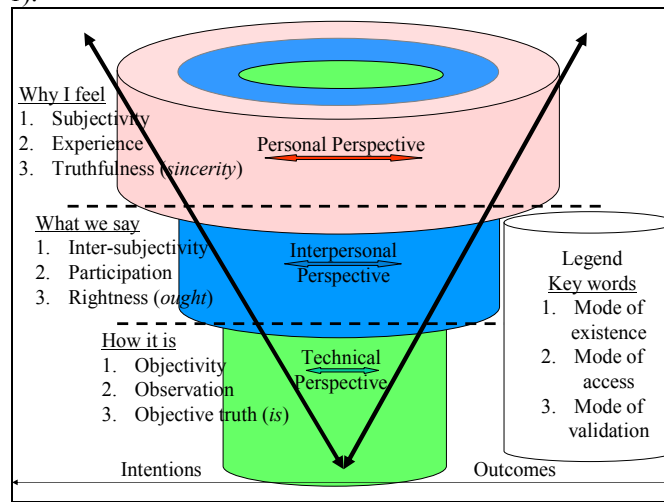 s).
Why I feel
1. Subjectivity
2. Experience
3. Truthfulness (sincerity)
Personal Perspective
What we say
1. Inter-subjectivity
2. Participation
3. Rightness (ought)
Interpersonal
Perspective
Legend
Key words
1. Mode of
existence
2. Mode of
access
3. Mode of
validation
How it is
1. Objectivity
2. Observation
3. Objective truth (is)
Technical
Perspective
Intentions
Outcomes